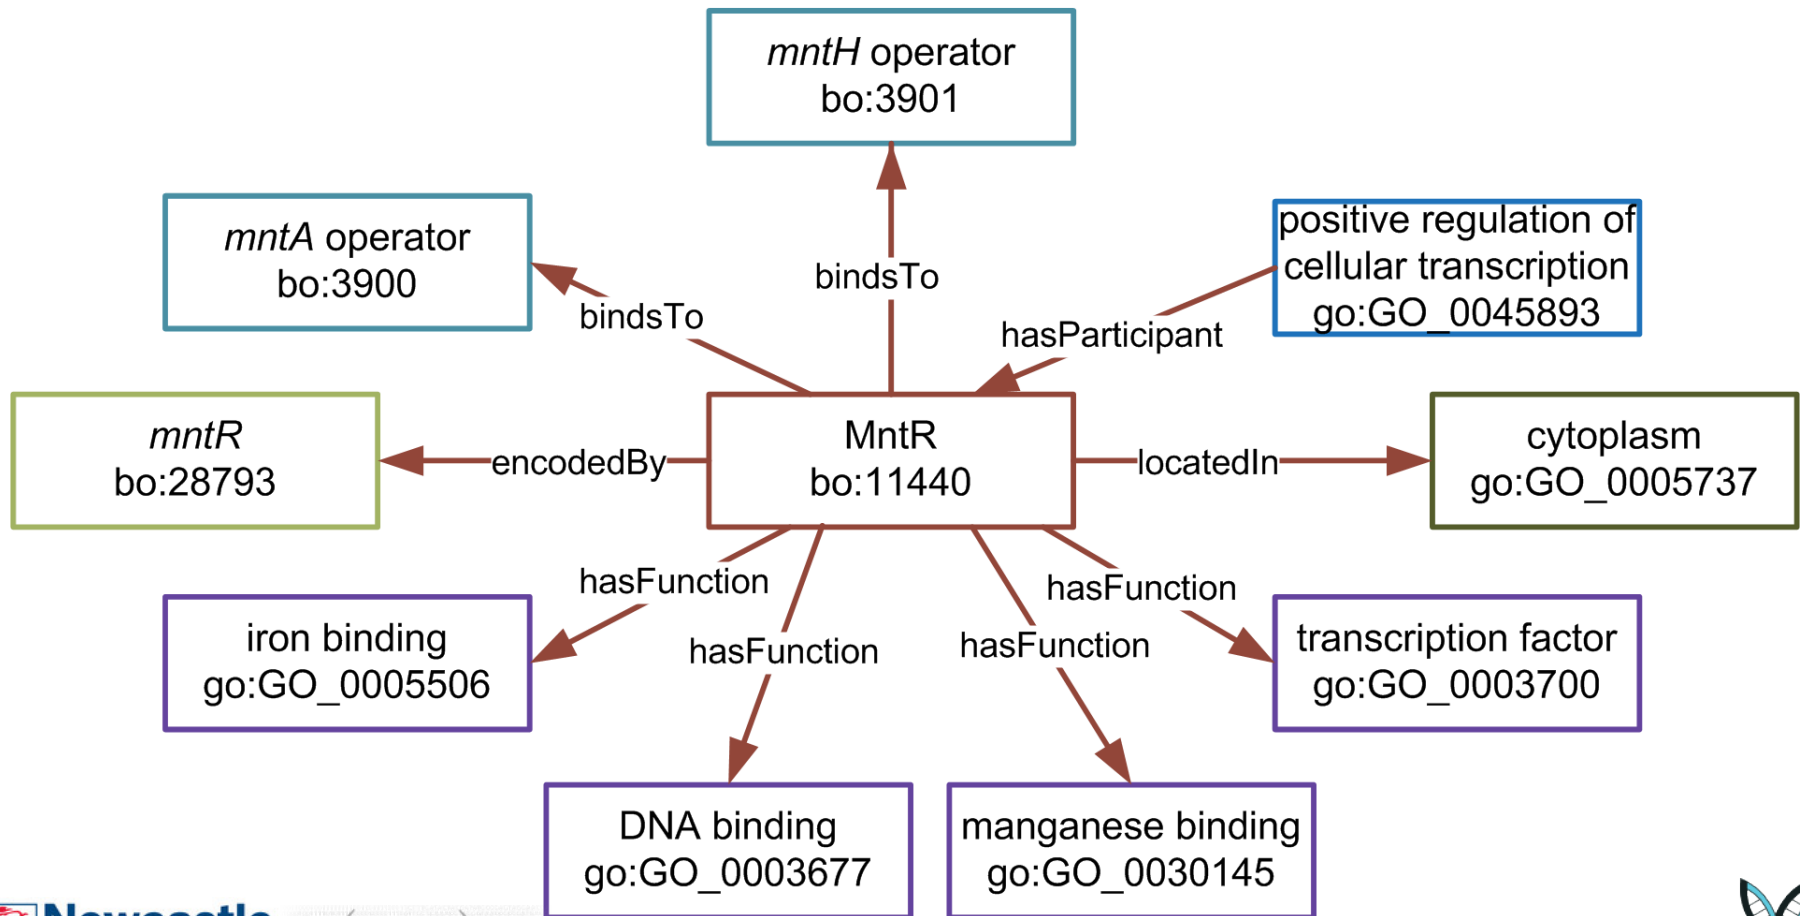 mntH operator
bo:3901
mntA operator
bo:3900
bindsTo
bindsTo
positive regulation of
cellular transcription
go:GO_0045893
hasParticipant
mntR
bo:28793
encodedBy
MntR
bo:11440
locatedIn
cytoplasm
go:GO_0005737
hasFunction
hasFunction
hasFunction
hasFunction
iron binding
go:GO_0005506
transcription factor
go:GO_0003700
DNA binding
go:GO_0003677
manganese binding
go:GO_0030145
Newcastle